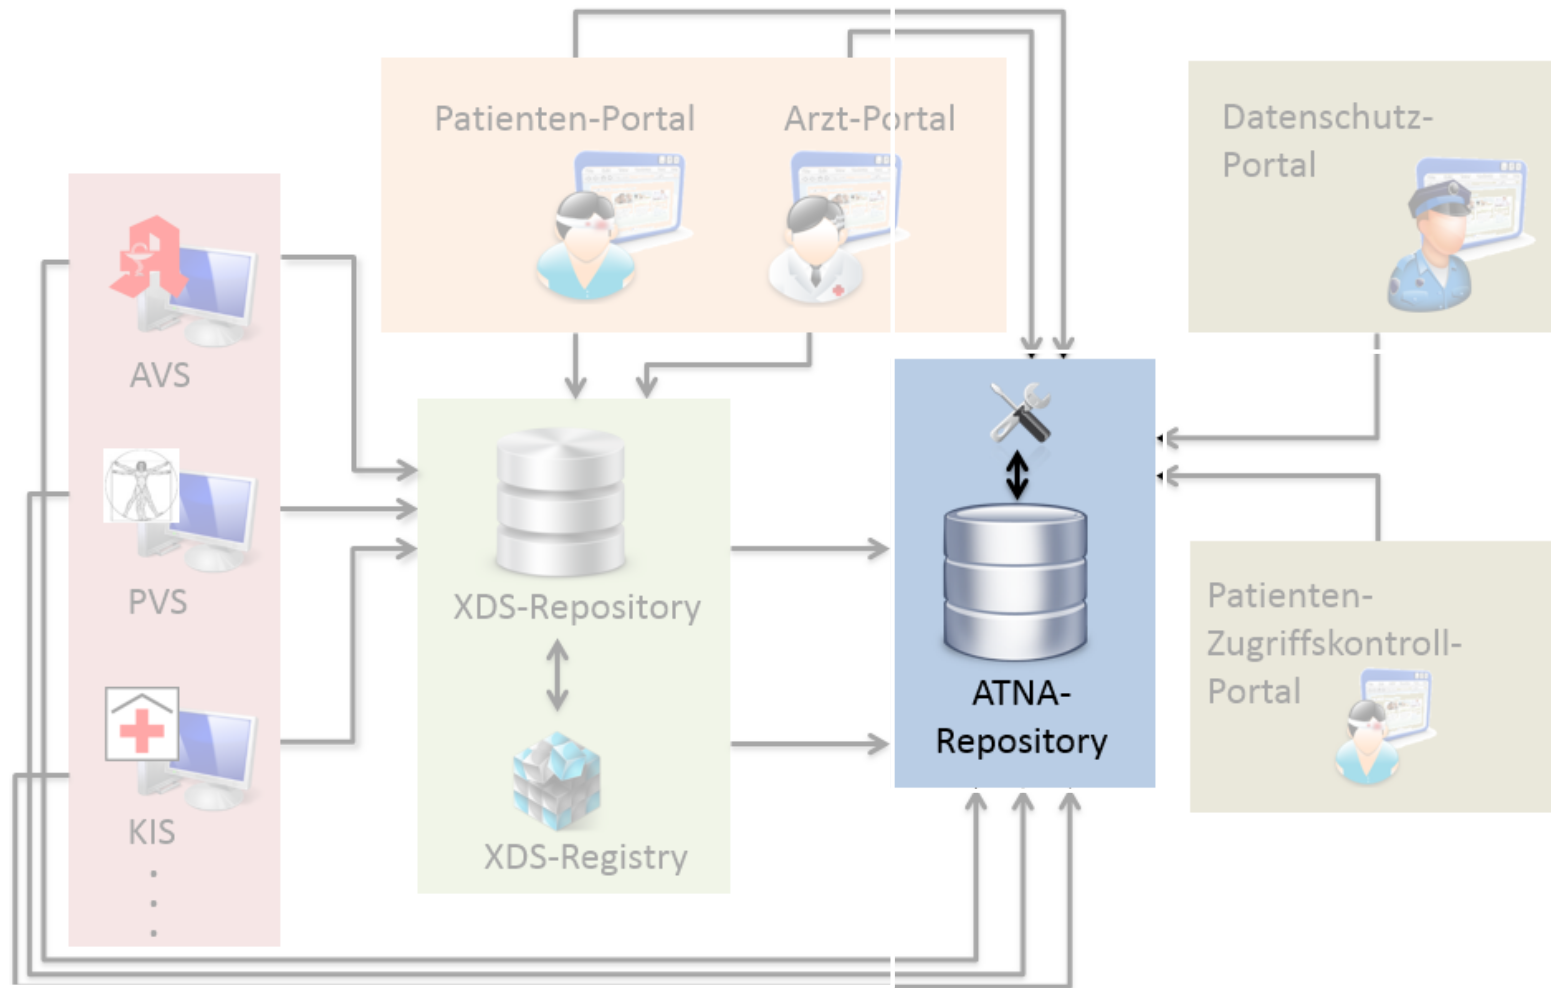 Patienten-Portal
Arzt-Portal
Datenschutz-
Portal
AVS
PVS
KIS
XDS-Repository
XDS-Registry
ATNA-
Repository
Patienten-
Zugriffskontroll-
Portal